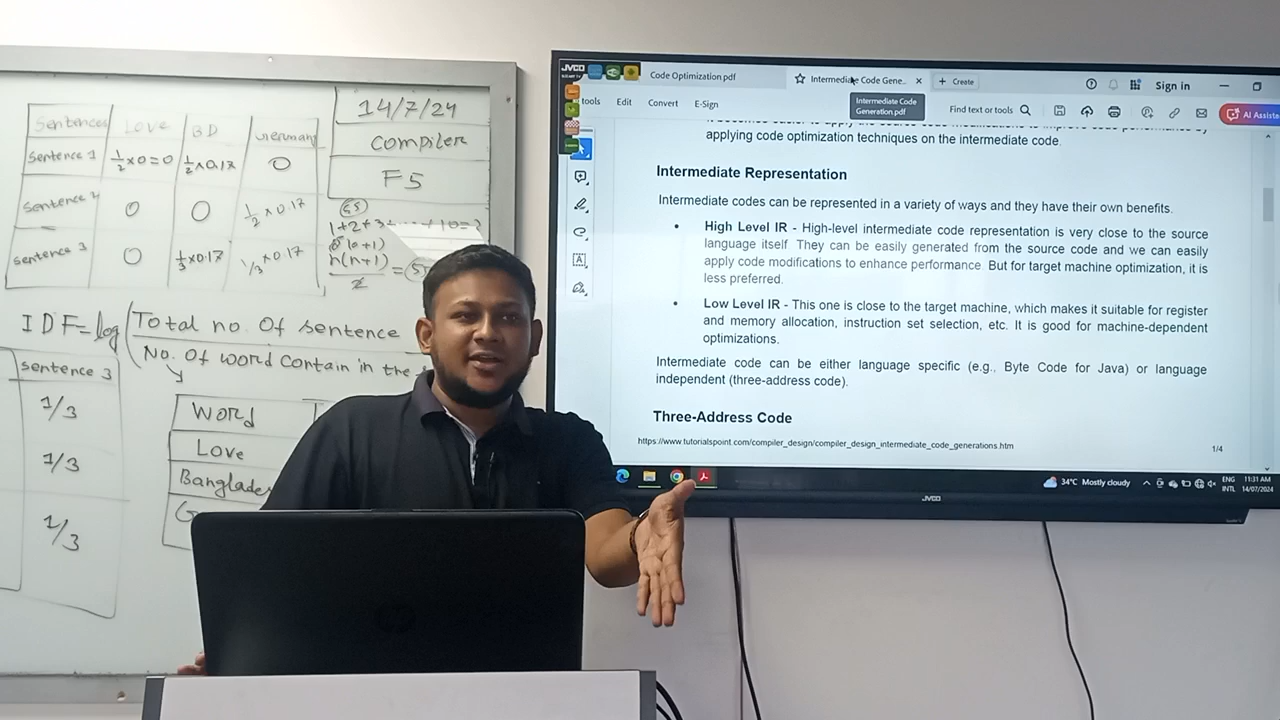 Sentences LOVE BD Germany
Sentence 1 1/2 x 0 = 0 1/2 x 0.17 0
Sentence 2 0 0 1/2 x 0.17
Sentence 3 0 1/3 x 0.17 1/3 x 0.17
14/7/24
Compiler
F5
55
n(n+1)
2
IDF = log (Total no. Of sentence
No. Of word contain in the
Sentence 3
1/3
1/3
1/3
Word
Love
G
JVCO
Code Optimization.pdf
Intermediate Code Gene..
Create
Sign in
tools
Edit
Convert
E-Sign
Intermediate Code
Generation.pdf
Find text or tools
AI Assista
applying code optimization techniques on the intermediate code.
Intermediate Representation
Intermediate codes can be represented in a variety of ways and they have their own benefits.
• High Level IR - High-level intermediate code representation is very close to the source
language itself. They can be easily generated from the source code and we can easily
apply code modifications to enhance performance. But for target machine optimization, it is
less preferred.
• Low Level IR - This one is close to the target machine, which makes it suitable for register
and memory allocation, instruction set selection, etc. It is good for machine-dependent
optimizations.
Intermediate code can be either language specific (e.g., Byte Code for Java) or language
independent (three-address code).
Three-Address Code
https://www.tutorialspoint.com/compiler_design/compiler_design_intermediate_code_generations.htm
1/4
34°C Mostly cloudy
ENG
INTL
11:31 AM
14/07/2024
JVCO